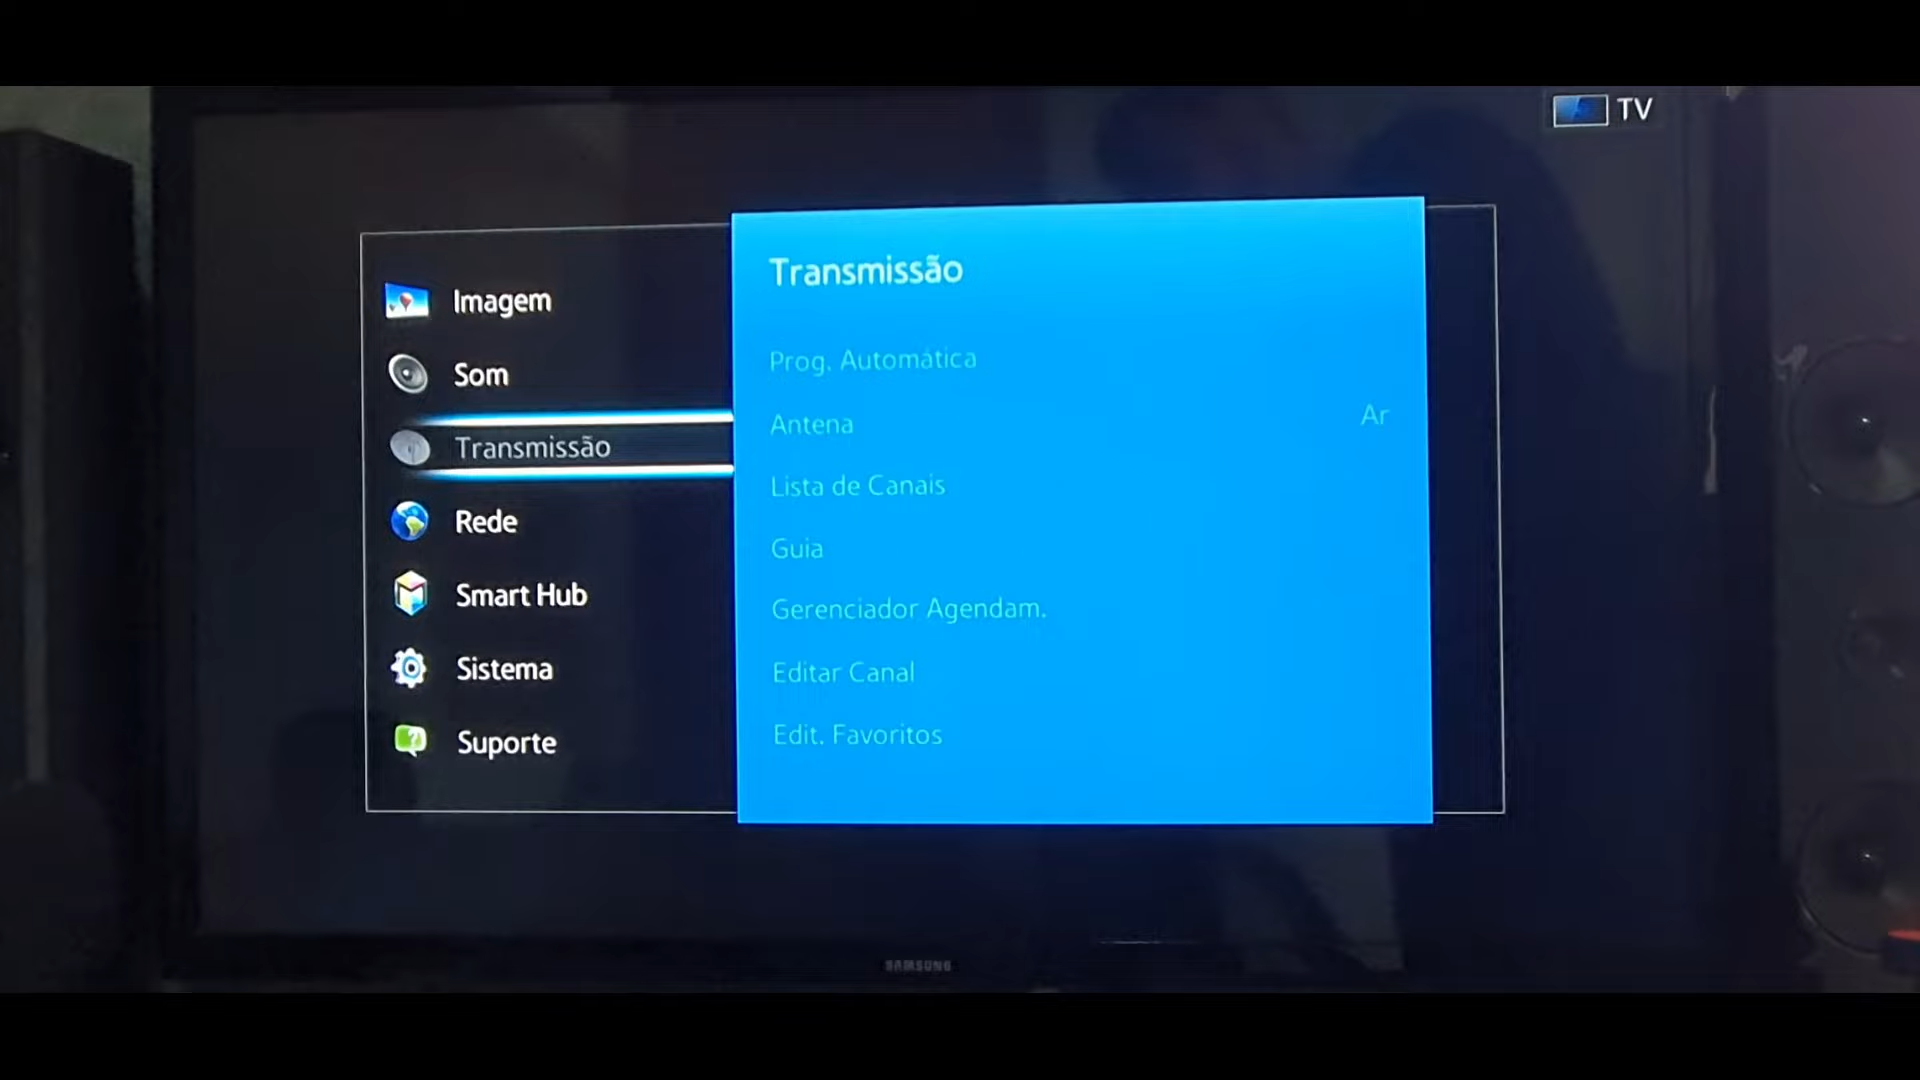 TV
Imagem
Som
Transmissão
Rede
Smart Hub
Sistema
Suporte
Transmissão
Prog. Automática
Antena Ar
Lista de Canais
Guia
Gerenciador Agendam.
Editar Canal
Edit. Favoritos
SAMSUNG